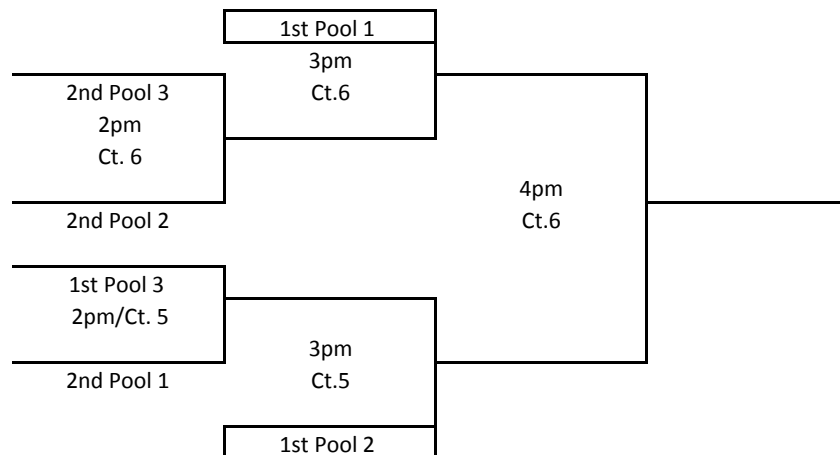 1st Pool 1
3pm
Ct.6
2nd Pool 3
2pm
Ct. 6
2nd Pool 2
4pm
Ct.6
1st Pool 3
2pm/Ct. 5
2nd Pool 1
3pm
Ct.5
1st Pool 2